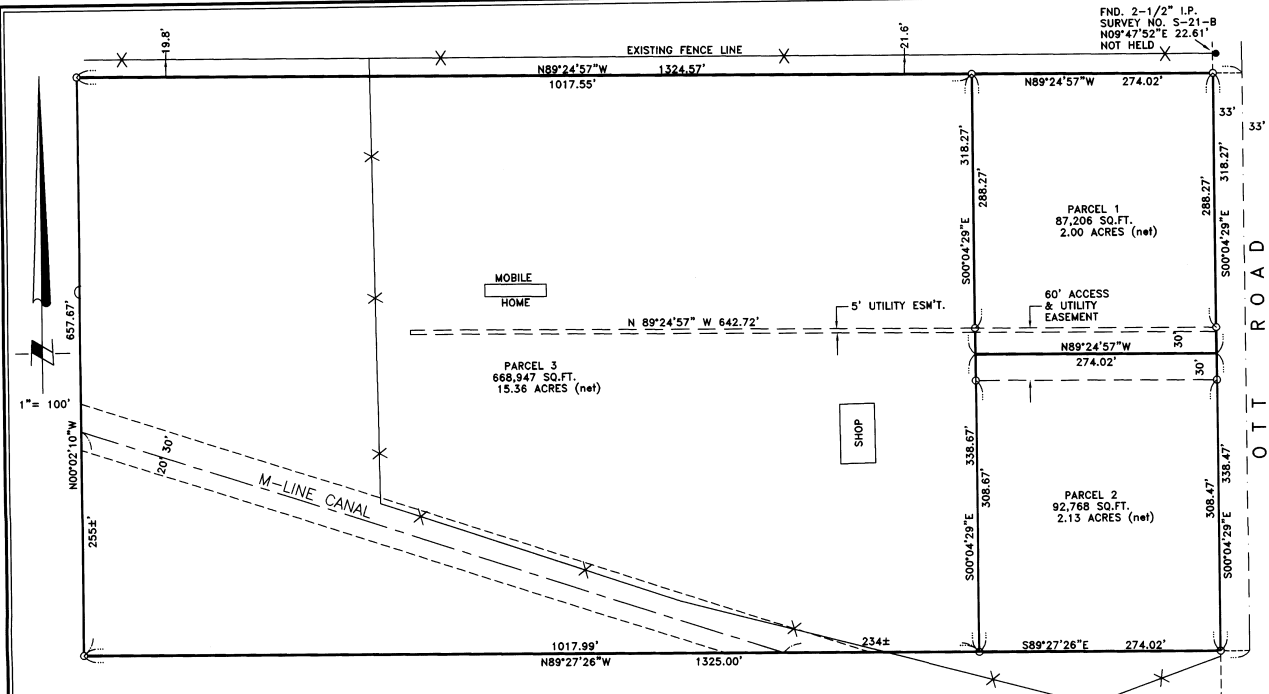 FND. 2-1/2" I.P.
SURVEY NO. S-21-B
N09°47'52"E 22.61'
NOT HELD
19.8'
EXISTING FENCE LINE
21.6'
N89°24'57"W 1324.57'
1017.55'
N89°24'57"W 274.02'
33'
33'
318.27'
288.27'
S00°04'29"E
PARCEL 1
87,206 SQ.FT.
2.00 ACRES (net)
288.27'
318.27'
S00°04'29"E
OTT ROAD
MOBILE
HOME
5' UTILITY ESM'T.
60' ACCESS
& UTILITY
EASEMENT
N 89°24'57" W 642.72'
657.67'
N00°02'10"W
1"= 100'
PARCEL 3
668,947 SQ.FT.
15.36 ACRES (net)
N89°24'57"W
274.02'
30'
30'
SHOP
20' 30'
M-LINE CANAL
255±'
338.67'
308.67'
S00°04'29"E
PARCEL 2
92,768 SQ.FT.
2.13 ACRES (net)
338.47'
308.47'
S00°04'29"E
234±
1017.99'
N89°27'26"W 1325.00'
S89°27'26"E 274.02'